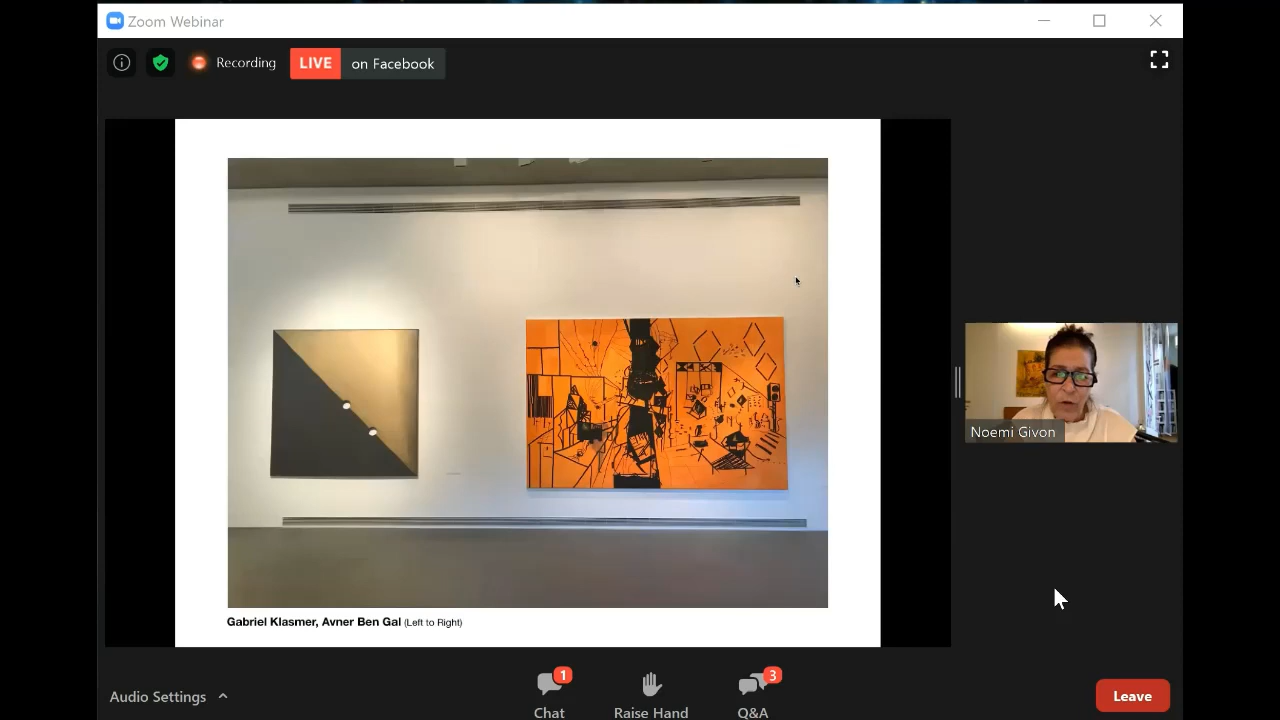 Zoom Webinar
Recording
LIVE on Facebook
Noemi Givon
Gabriel Klasmer, Avner Ben Gal (Left to Right)
Audio Settings
1
Chat
Raise Hand
3
Q&A
Leave